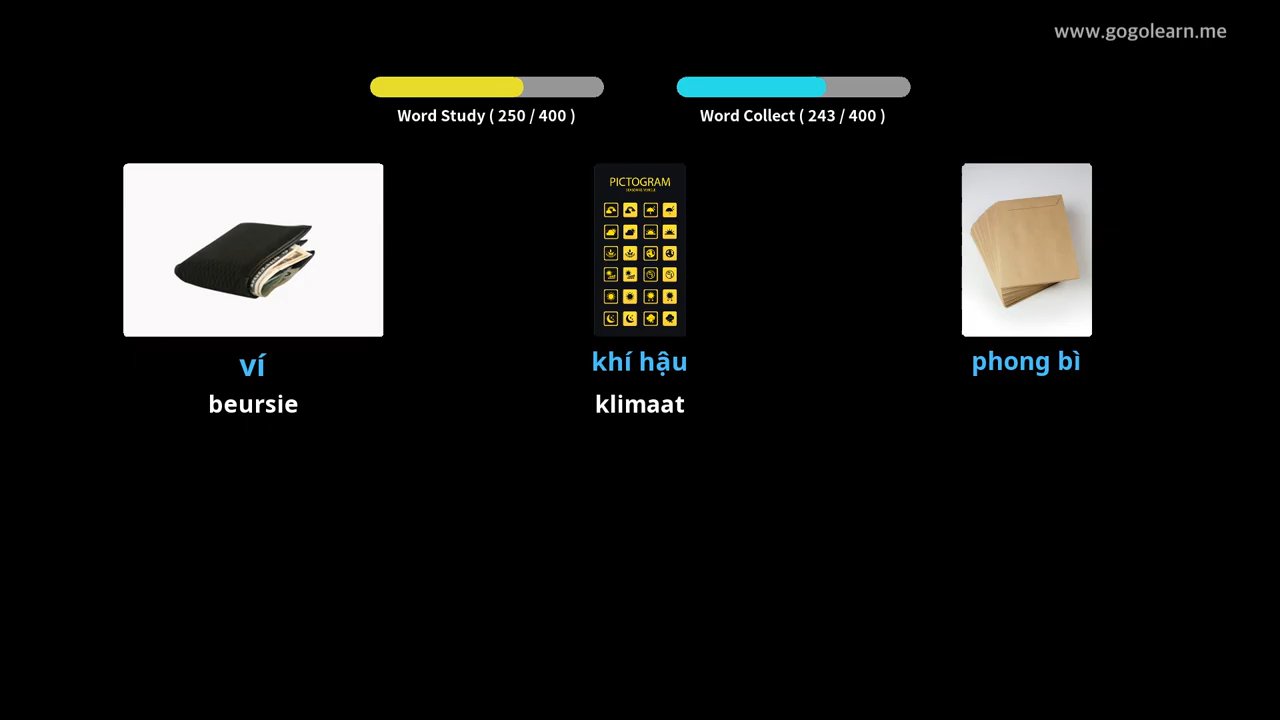 www.gogolearn.me
Word Study ( 250 / 400 )
Word Collect ( 243 / 400 )
PICTOGRAM
ví
khí hậu
phong bì
beursie
klimaat